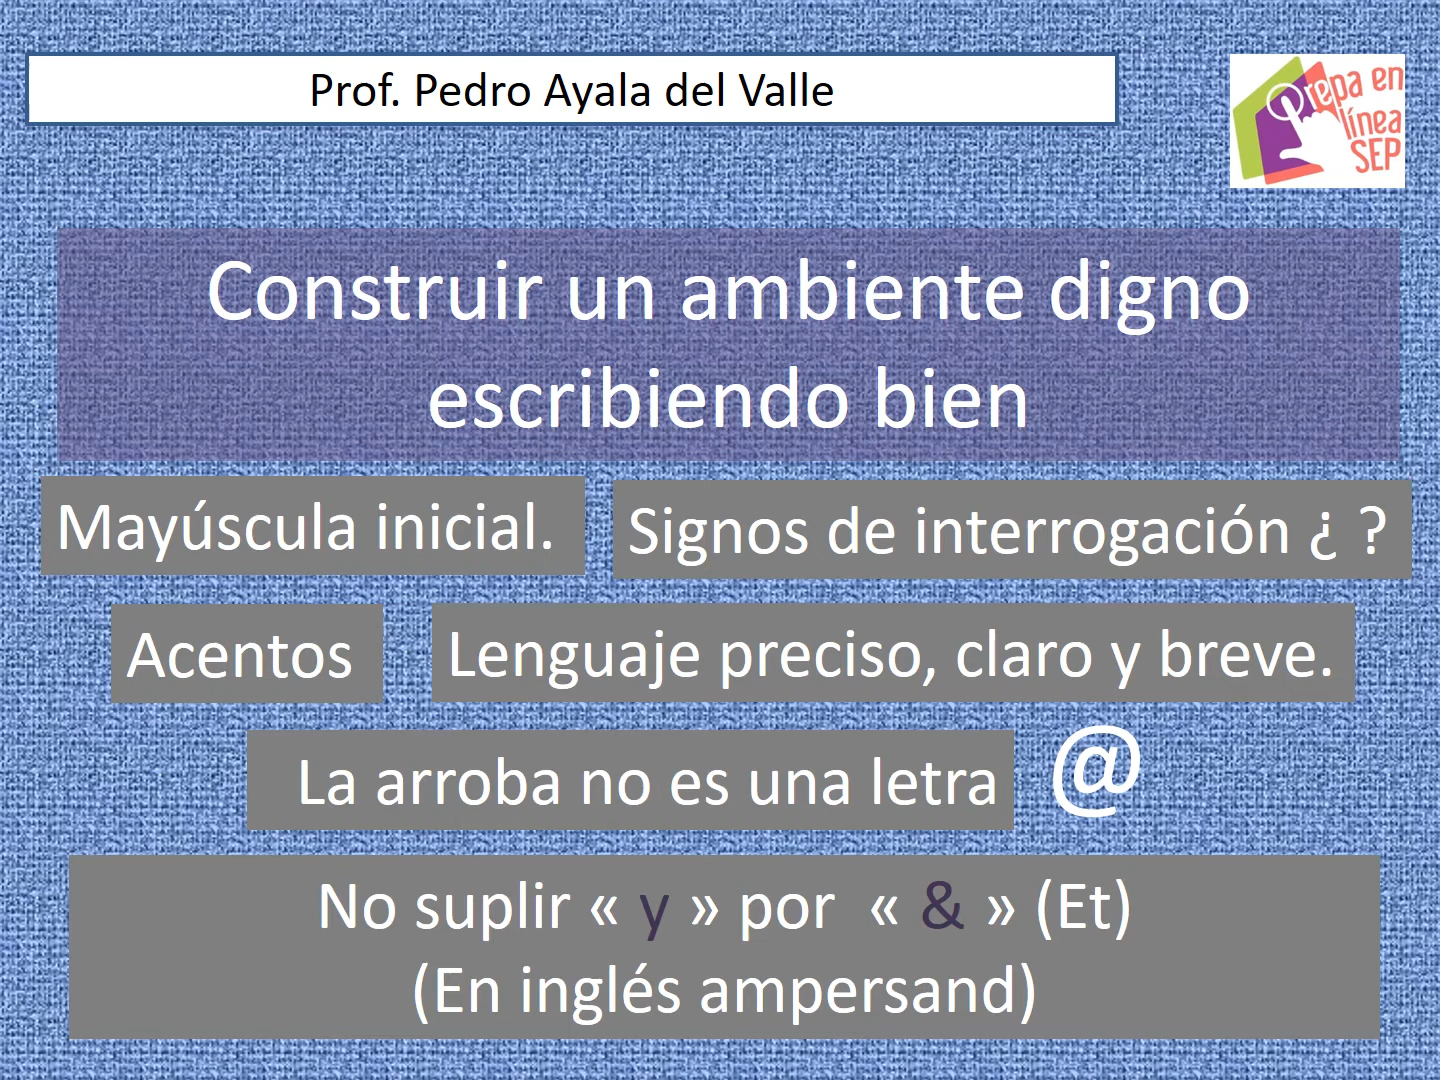 Prof. Pedro Ayala del Valle
Prepa en
línea
SEP
Construir un ambiente digno
escribiendo bien
Mayúscula inicial.
Signos de interrogación ¿ ?
Acentos
Lenguaje preciso, claro y breve.
La arroba no es una letra
@
No suplir « y » por « & » (Et)
(En inglés ampersand)